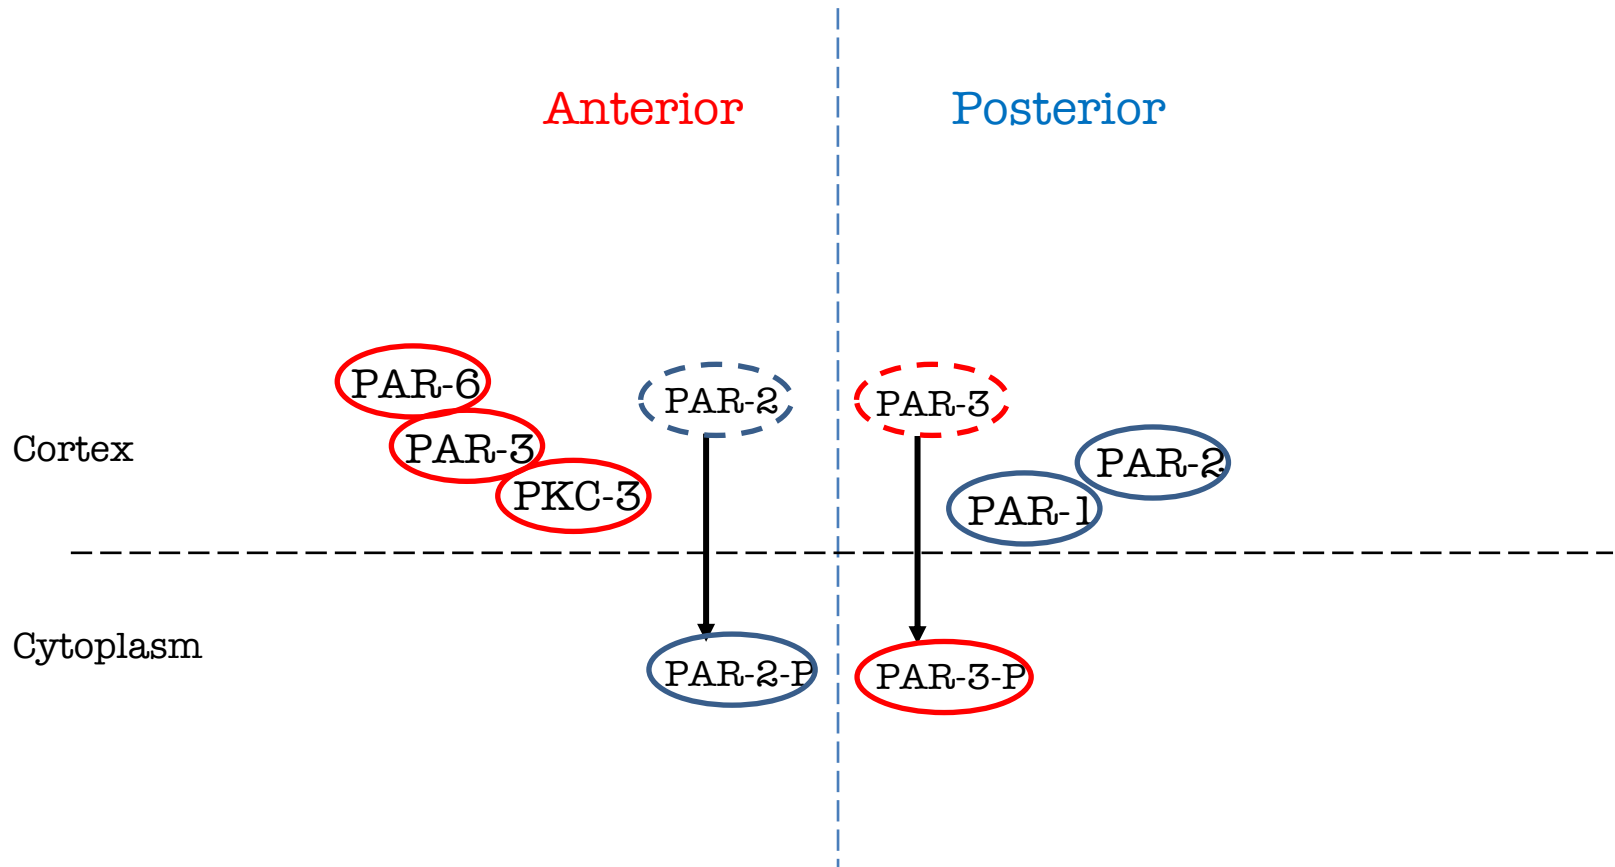 Anterior
Posterior
PAR-6
PAR-2
PAR-3
Cortex
PAR-3
PAR-2
PKC-3
PAR-1
Cytoplasm
PAR-2-P
PAR-3-P